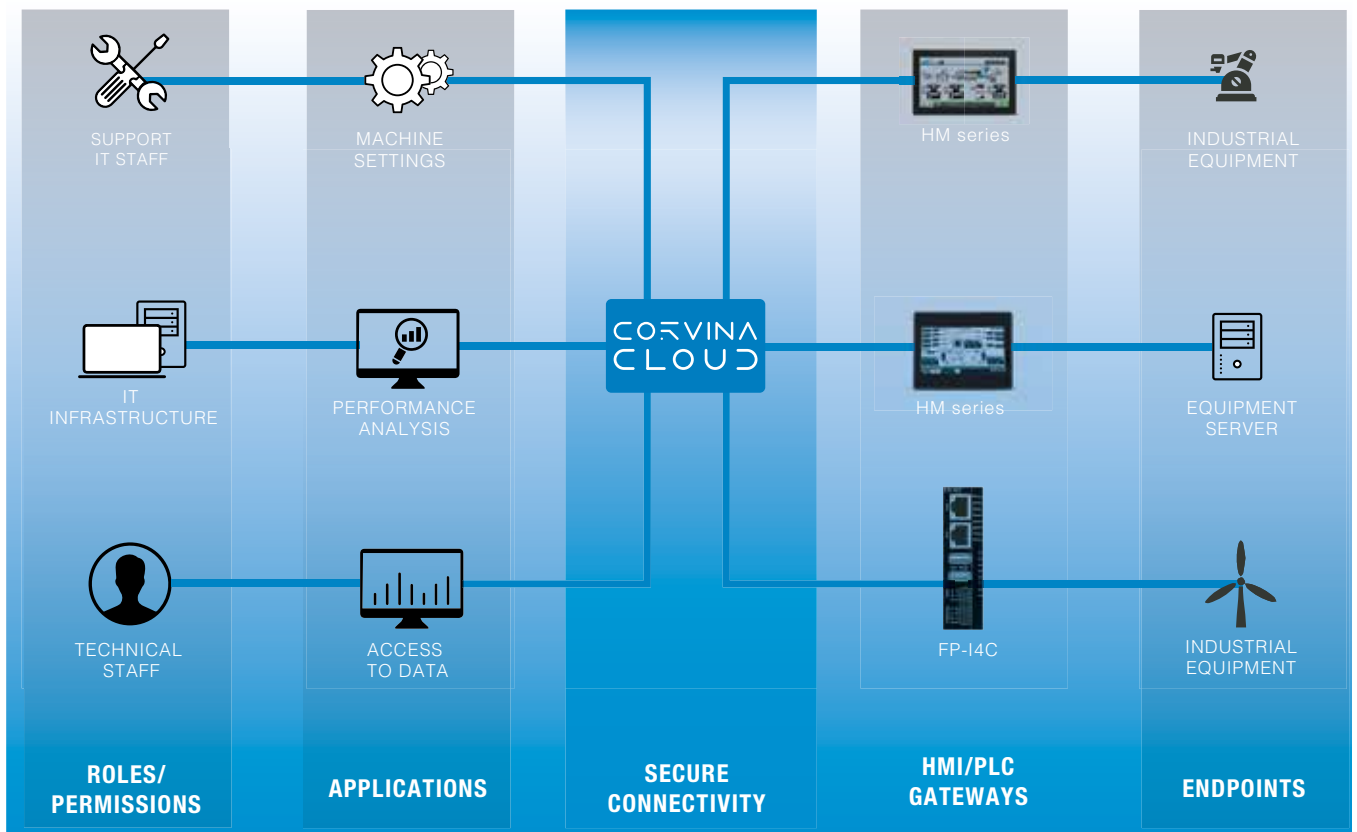 SUPPORT
IT STAFF
MACHINE
SETTINGS
HM series
INDUSTRIAL
EQUIPMENT
IT
INFRASTRUCTURE
PERFORMANCE
ANALYSIS
CORVINA
CLOUD
HM series
EQUIPMENT
SERVER
TECHNICAL
STAFF
ACCESS
TO DATA
FP-I4C
INDUSTRIAL
EQUIPMENT
ROLES/
PERMISSIONS
APPLICATIONS
SECURE
CONNECTIVITY
HMI/PLC
GATEWAYS
ENDPOINTS